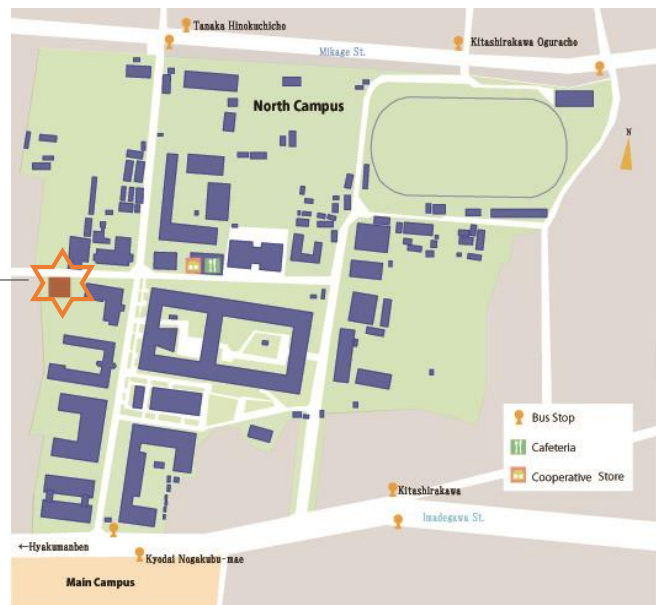 Tanaka Hinokuchicho
Kitashirakawa Oguracho
Mikage St.
North Campus
N
Bus Stop
Cafeteria
Cooperative Store
Kitashirakawa
Imadegawa St.
←Hyakumanben
Kyodai Nogakubu-mae
Main Campus